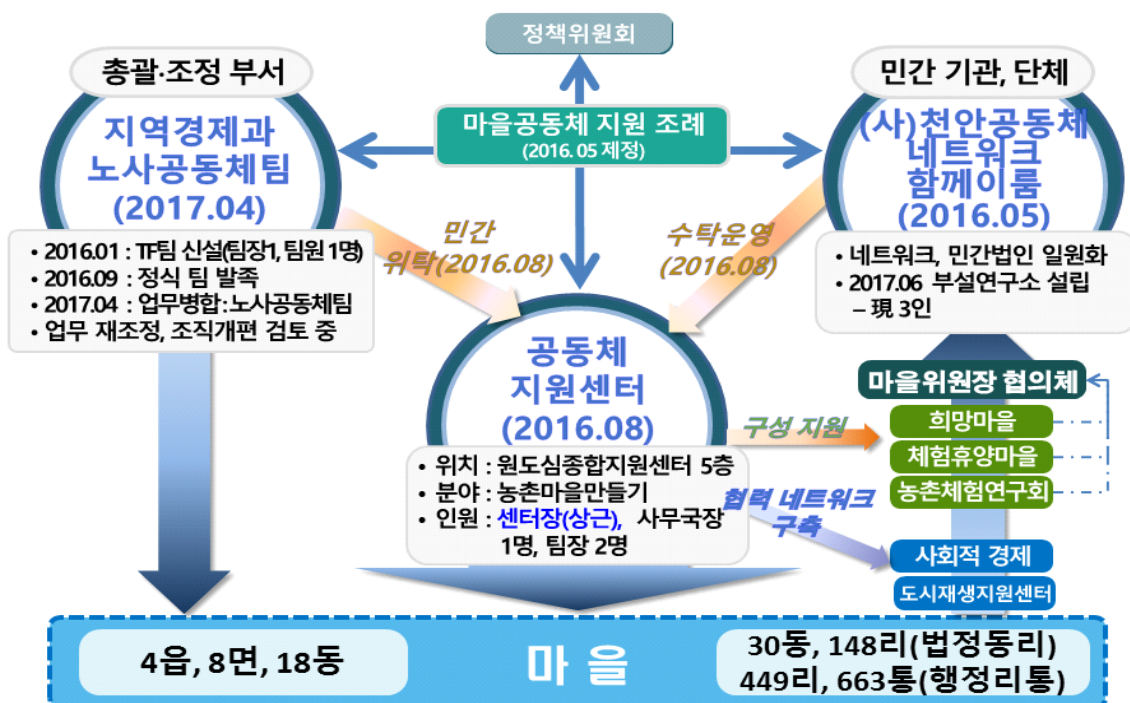 정책위원회
총괄·조정 부서
민간 기관, 단체
마을공동체 지원 조례
(2016. 05 제정)
지역경제과
노사공동체팀
(2017.04)
(사)천안공동체
네트워크
함께이룸
(2016.05)
• 2016.01 : TF팀 신설(팀장1, 팀원 1명)
• 2016.09 : 정식 팀 발족
• 2017.04 : 업무병합:노사공동체팀
• 업무 재조정, 조직개편 검토 중
민간
위탁(2016.08)
수탁운영
(2016.08)
• 네트워크, 민간법인 일원화
• 2017.06 부설연구소 설립
– 現 3인
공동체
지원센터
(2016.08)
• 위치 : 원도심종합지원센터 5층
• 분야 : 농촌마을만들기
• 인원 : 센터장(상근), 사무국장
1명, 팀장 2명
구성 지원
협력 네트워크
구축
마을위원장 협의체
희망마을
체험휴양마을
농촌체험연구회
사회적 경제
도시재생지원센터
4읍, 8면, 18동
마 을
30동, 148리(법정동리)
449리, 663통(행정리통)